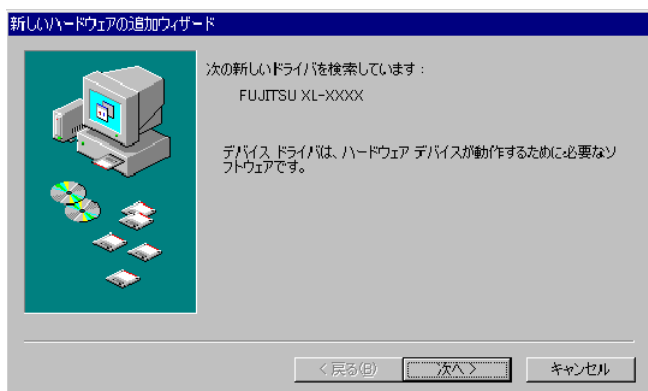 新しいハードウェアの追加ウィザード
次の新しいドライバを検索しています：
FUJITSU XL-XXXX
デバイス ドライバは、ハードウェア デバイスが動作するために必要なソ
フトウェアです。
< 戻る(B)
次へ >
キャンセル